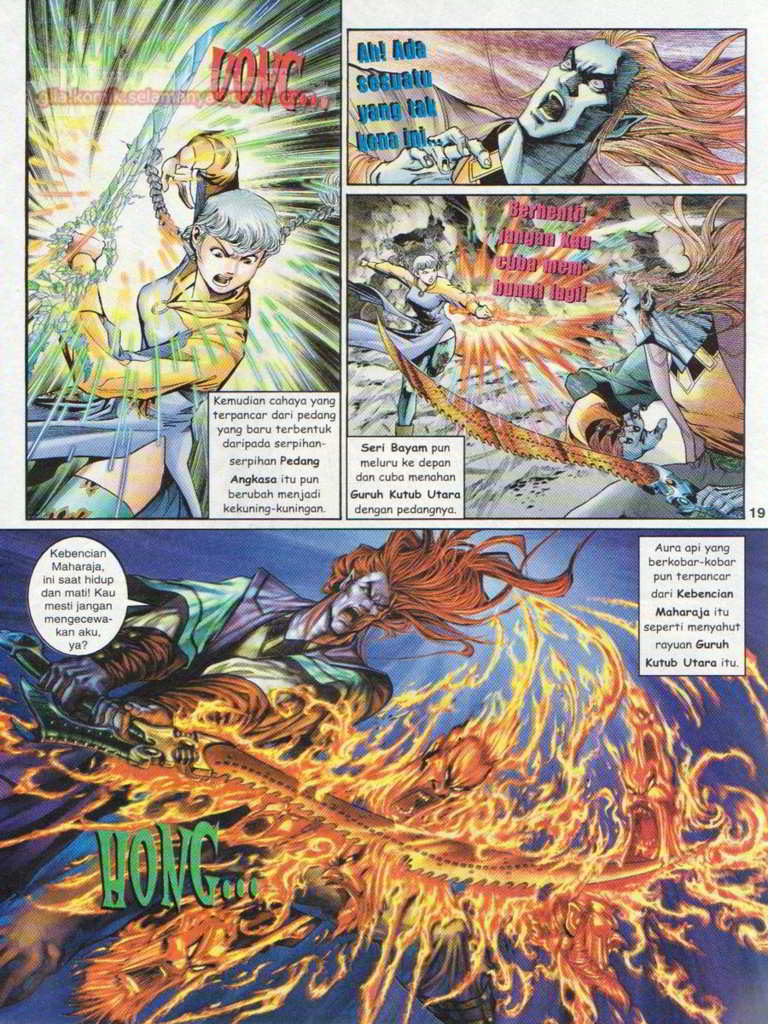 UONG...
Kemudian cahaya yang
terpancar dari pedang
yang baru terbentuk
daripada serpihan-
serpihan Pedang
Angkasa itu pun
berubah menjadi
kekuning-kuningan.
Ah! Ada
sesuatu
yang tak
kena ini...
Berhenti!
Jangan kau
cuba mem-
bunuh lagi!
Seri Bayam pun
meluru ke depan
dan cuba menahan
Guruh Kutub Utara
dengan pedangnya.
19
Kebencian
Maharaja,
ini saat hidup
dan mati! Kau
mesti jangan
mengecewa-
kan aku,
ya?
Aura api yang
berkobar-kobar
pun terpancar
dari Kebencian
Maharaja itu
seperti menyahut
rayuan Guruh
Kutub Utara itu.
HONG...